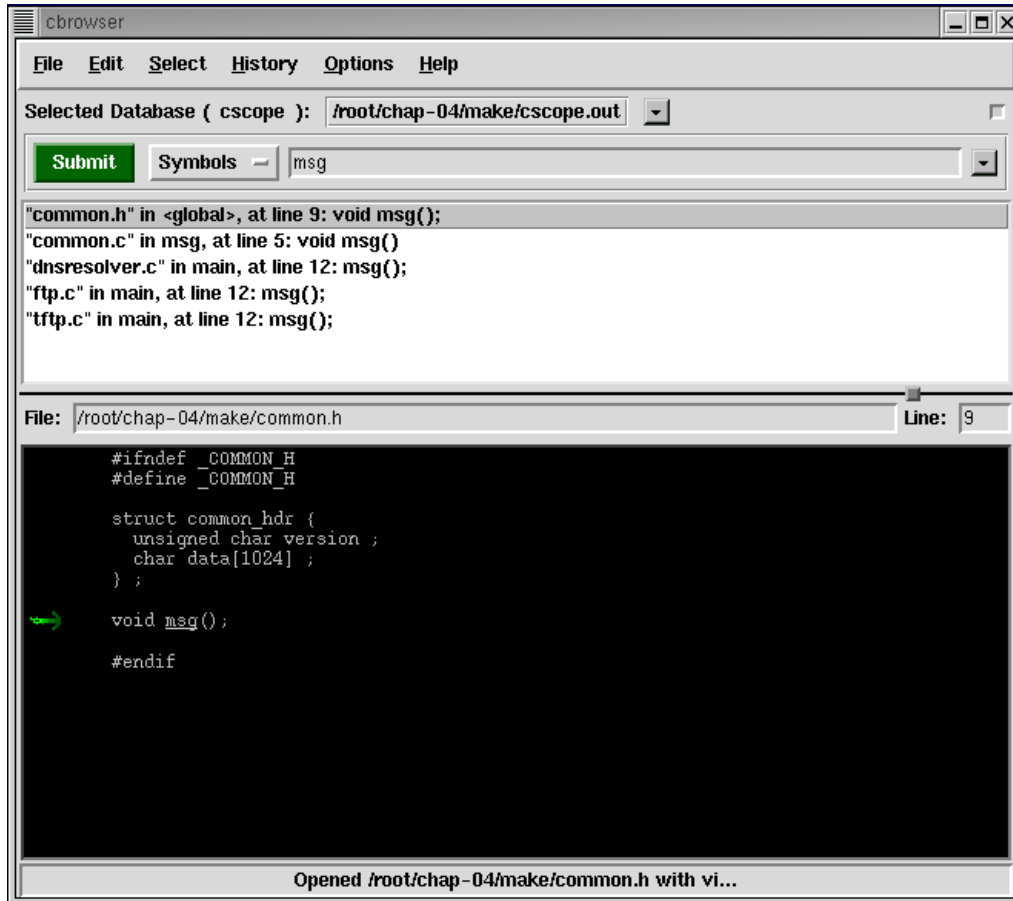 cbrowser
File Edit Select History Options Help
Selected Database ( cscope ): /root/chap-04/make/cscope.out
Submit Symbols msg
"common.h" in <global>, at line 9: void msg();
"common.c" in msg, at line 5: void msg()
"dnsresolver.c" in main, at line 12: msg();
"ftp.c" in main, at line 12: msg();
"tftp.c" in main, at line 12: msg();
File: /root/chap-04/make/common.h Line: 9
#ifndef _COMMON_H
#define _COMMON_H
struct common_hdr {
unsigned char version ;
char data[1024] ;
} ;
void msg();
#endif
Opened /root/chap-04/make/common.h with vi...